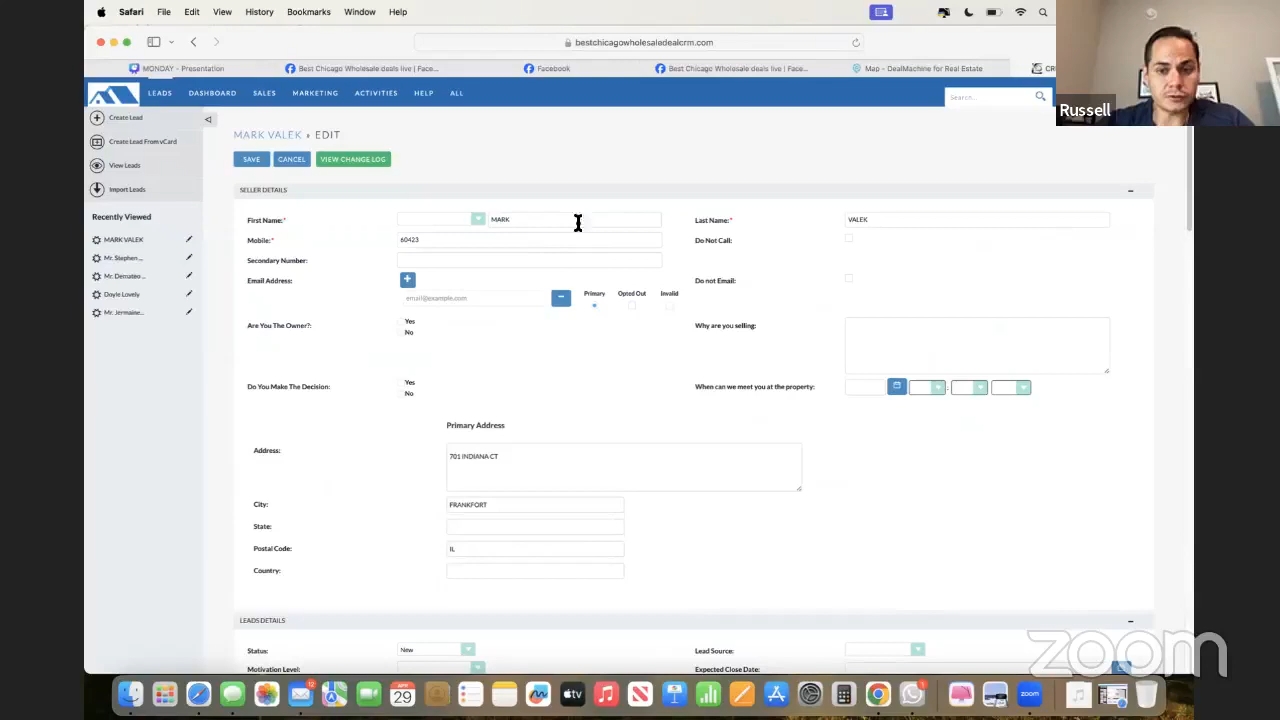 Safari File Edit View History Bookmarks Window Help
bestchicagowholesaledealcrm.com
MONDAY - Presentation
Best Chicago Wholesale deals live | Face...
Facebook
Best Chicago Wholesale deals live | Face...
Map - DealMachine for Real Estate
Russell
LEADS DASHBOARD SALES MARKETING ACTIVITIES HELP ALL
Search...
Create Lead
Create Lead From vCard
View Leads
Import Leads
Recently Viewed
MARK VALEK
Mr. Stephen ...
Mr. Demateo ...
Doyle Lovely
Mr. Jermaine...
MARK VALEK » EDIT
SAVE CANCEL VIEW CHANGE LOG
SELLER DETAILS
First Name:* MARK Last Name:* VALEK
Mobile:* 60423 Do Not Call:
Secondary Number:
Email Address: Do not Email:
email@example.com Primary Opted Out Invalid
Are You The Owner?: Yes No Why are you selling:
Do You Make The Decision: Yes No When can we meet you at the property:
Primary Address
Address: 701 INDIANA CT
City: FRANKFORT
State:
Postal Code: IL
Country:
LEADS DETAILS
Status: New Lead Source:
Motivation Level: Expected Close Date:
zoom
12
APR
29
tv
zoom
1